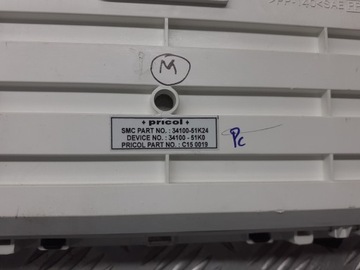 M
♦ pricol ♦
SMC PART NO. : 34100-51K24
DEVICE NO. : 34100 - 51K0
PRICOL PART NO. : C15 0019
Pc